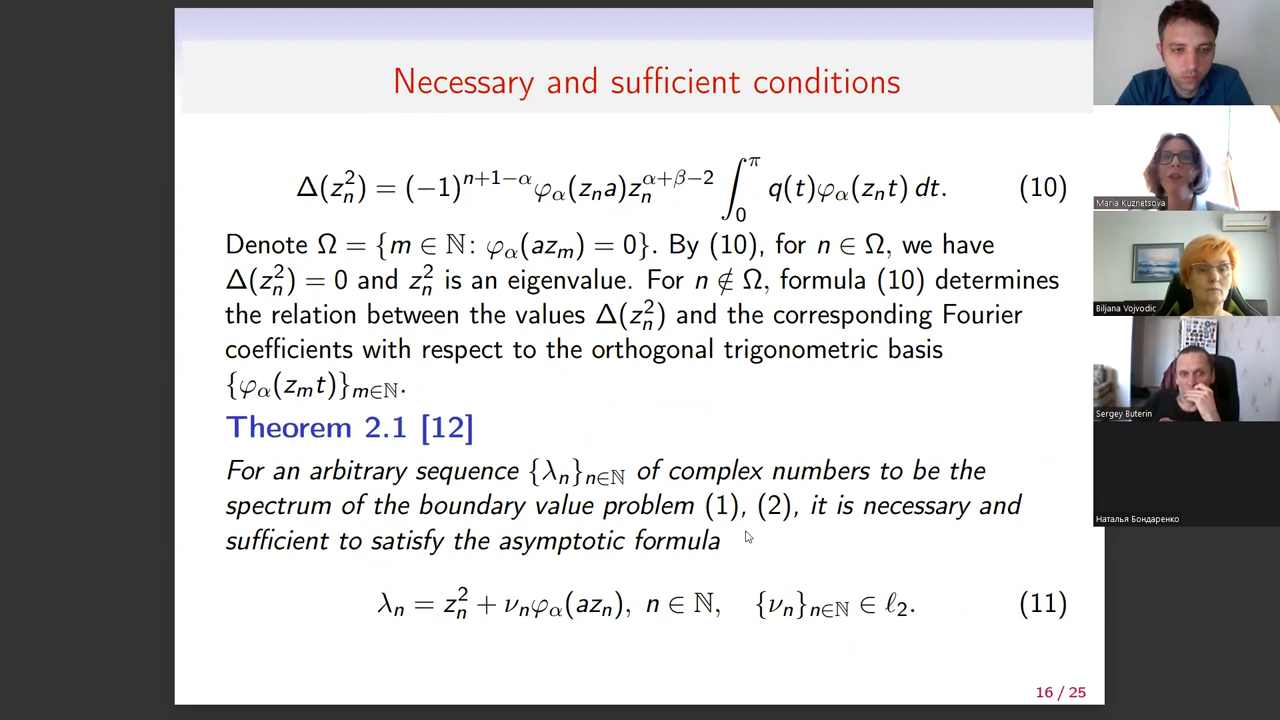 Necessary and sufficient conditions
Δ(z_n^2) = (−1)^{n+1−α}φ_α(z_n a)z_n^{α+β−2} ∫_0^π q(t)φ_α(z_n t) dt. (10)
Denote Ω = {m ∈ ℕ: φ_α(az_m) = 0}. By (10), for n ∈ Ω, we have
Δ(z_n^2) = 0 and z_n^2 is an eigenvalue. For n ∉ Ω, formula (10) determines
the relation between the values Δ(z_n^2) and the corresponding Fourier
coefficients with respect to the orthogonal trigonometric basis
{φ_α(z_m t)}_{m∈ℕ}.
Theorem 2.1 [12]
For an arbitrary sequence {λ_n}_{n∈ℕ} of complex numbers to be the
spectrum of the boundary value problem (1), (2), it is necessary and
sufficient to satisfy the asymptotic formula
λ_n = z_n^2 + ν_nφ_α(az_n), n ∈ ℕ, {ν_n}_{n∈ℕ} ∈ ℓ_2. (11)
16 / 25
Maria Kuznetsova
Biljana Vojvodic
Sergey Buterin
Наталья Бондаренко